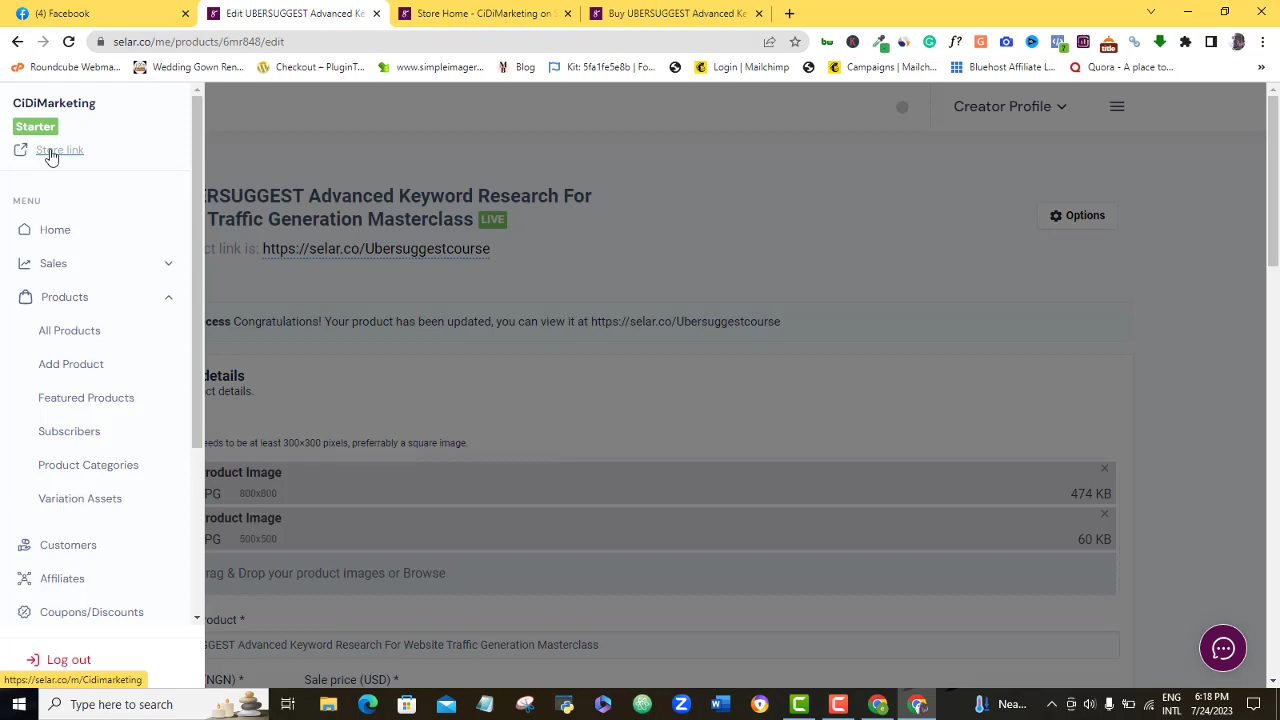 (4) Facebook
Edit UBERSUGGEST Advanced Ke
Store Home - CiDiMarketing on S
Buy UBERSUGGEST Advanced Ke
selar.co/me/products/6mr848/edit
Roundcube Webma...
Wedding Gown Ren...
Checkout – PluginT...
www.simpleimager...
Blog
Kit: 5fa1fe5e8b | Fo...
Login | Mailchimp
Campaigns | Mailch...
Bluehost Affiliate L...
Quora - A place to...
CiDiMarketing
Starter
Store link
Creator Profile
MENU
Home
Sales
Products
All Products
Add Product
Featured Products
Subscribers
Product Categories
Variation Assets
Customers
Affiliates
Coupons/Discounts
Log out
https://selar.co/m/Cidimarketing
ERSUGGEST Advanced Keyword Research For
Traffic Generation Masterclass LIVE
Options
ct link is: https://selar.co/Ubersuggestcourse
cess Congratulations! Your product has been updated, you can view it at https://selar.co/Ubersuggestcourse
details
ct details.
eeds to be at least 300×300 pixels, preferrably a square image.
roduct Image
PG 800x800 474 KB
roduct Image
PG 500x500 60 KB
rag & Drop your product images or Browse
roduct *
GEST Advanced Keyword Research For Website Traffic Generation Masterclass
(NGN) * Sale price (USD) *
Type here to search
Nea...
ENG
INTL
6:18 PM
7/24/2023